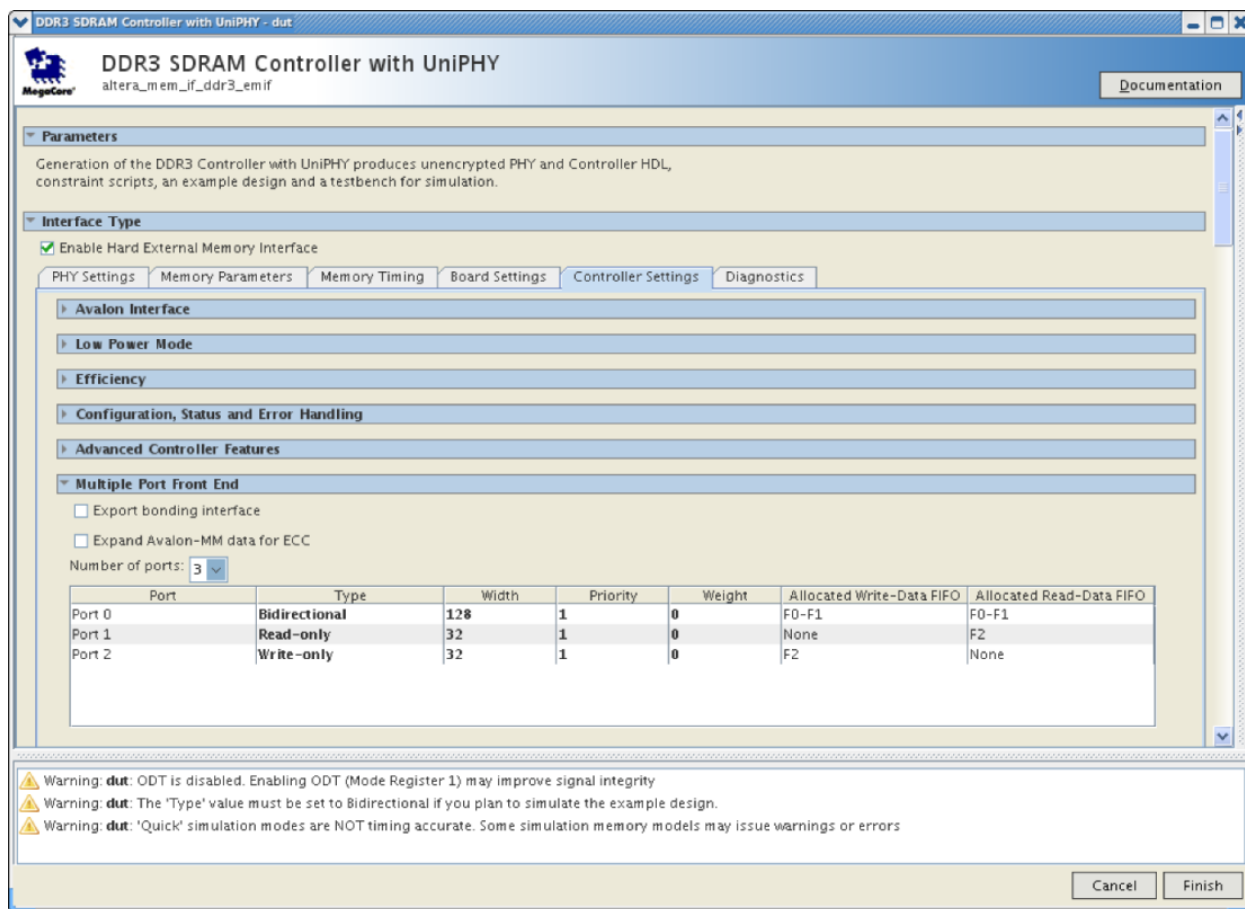 DDR3 SDRAM Controller with UniPHY - dut
DDR3 SDRAM Controller with UniPHY
altera_mem_if_ddr3_emif
MegaCore®
Documentation
Parameters
Generation of the DDR3 Controller with UniPHY produces unencrypted PHY and Controller HDL,
constraint scripts, an example design and a testbench for simulation.
Interface Type
Enable Hard External Memory Interface
PHY Settings Memory Parameters Memory Timing Board Settings Controller Settings Diagnostics
Avalon Interface
Low Power Mode
Efficiency
Configuration, Status and Error Handling
Advanced Controller Features
Multiple Port Front End
Export bonding interface
Expand Avalon-MM data for ECC
Number of ports: 3
Port Type Width Priority Weight Allocated Write-Data FIFO Allocated Read-Data FIFO
Port 0 Bidirectional 128 1 0 F0-F1 F0-F1
Port 1 Read-only 32 1 0 None F2
Port 2 Write-only 32 1 0 F2 None
Warning: dut: ODT is disabled. Enabling ODT (Mode Register 1) may improve signal integrity
Warning: dut: The 'Type' value must be set to Bidirectional if you plan to simulate the example design.
Warning: dut: 'Quick' simulation modes are NOT timing accurate. Some simulation memory models may issue warnings or errors
Cancel Finish